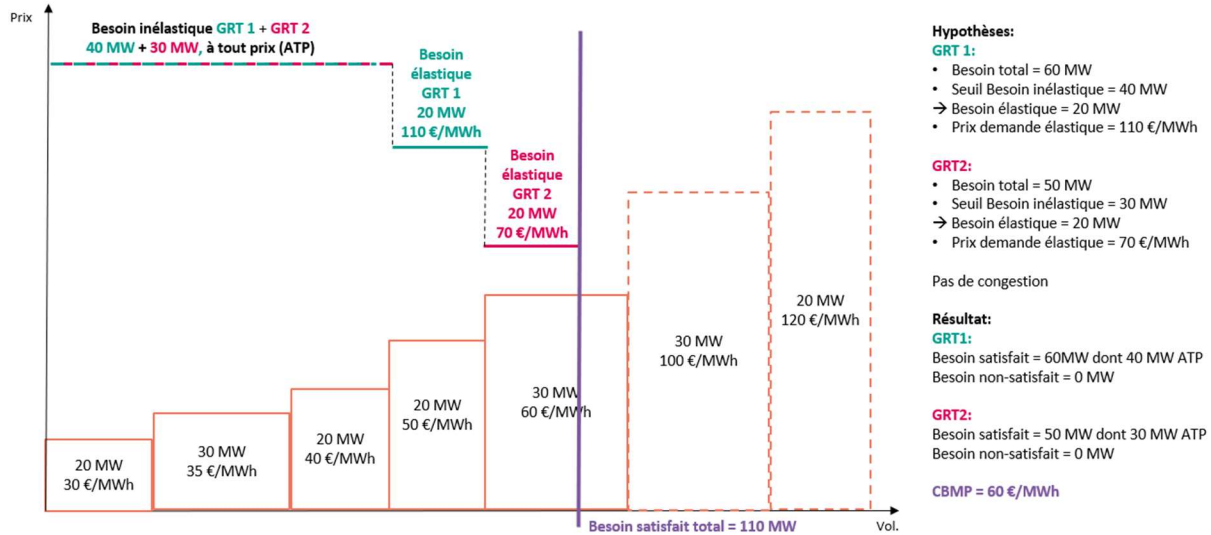 Prix
Besoin inélastique GRT 1 + GRT 2
40 MW + 30 MW, à tout prix (ATP)
Besoin
élastique
GRT 1
20 MW
110 €/MWh
Besoin
élastique
GRT 2
20 MW
70 €/MWh
20 MW
30 €/MWh
30 MW
35 €/MWh
20 MW
40 €/MWh
20 MW
50 €/MWh
30 MW
60 €/MWh
30 MW
100 €/MWh
20 MW
120 €/MWh
Besoin satisfait total = 110 MW
Vol.
Hypothèses:
GRT 1:
• Besoin total = 60 MW
• Seuil Besoin inélastique = 40 MW
→ Besoin élastique = 20 MW
• Prix demande élastique = 110 €/MWh
GRT2:
• Besoin total = 50 MW
• Seuil Besoin inélastique = 30 MW
→ Besoin élastique = 20 MW
• Prix demande élastique = 70 €/MWh
Pas de congestion
Résultat:
GRT1:
Besoin satisfait = 60MW dont 40 MW ATP
Besoin non-satisfait = 0 MW
GRT2:
Besoin satisfait = 50 MW dont 30 MW ATP
Besoin non-satisfait = 0 MW
CBMP = 60 €/MWh